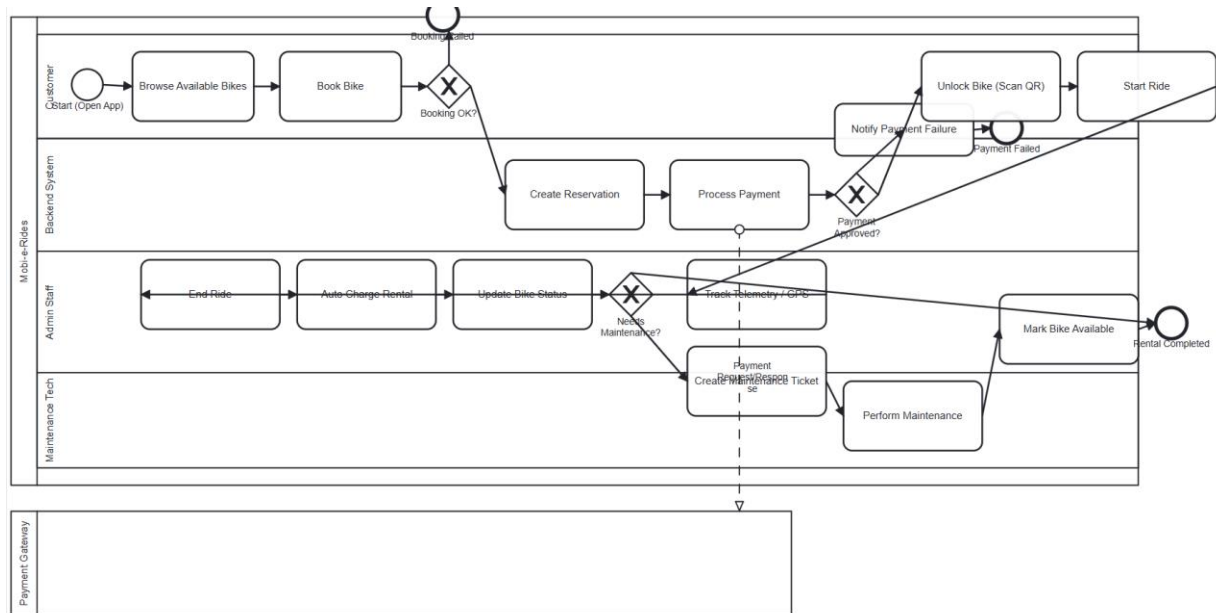 Booking Failed
Customer
Start (Open App)
Browse Available Bikes
Book Bike
Booking OK?
Unlock Bike (Scan QR)
Start Ride
Notify Payment Failure
Payment Failed
Mobi-e-Rides
Backend System
Create Reservation
Process Payment
Payment
Approved?
Admin Staff
End Ride
Auto Charge Rental
Update Bike Status
Needs
Maintenance?
Track Telemetry / GPS
Mark Bike Available
Rental Completed
Payment
Request/Respon
se
Create Maintenance Ticket
Maintenance Tech
Perform Maintenance
Payment Gateway